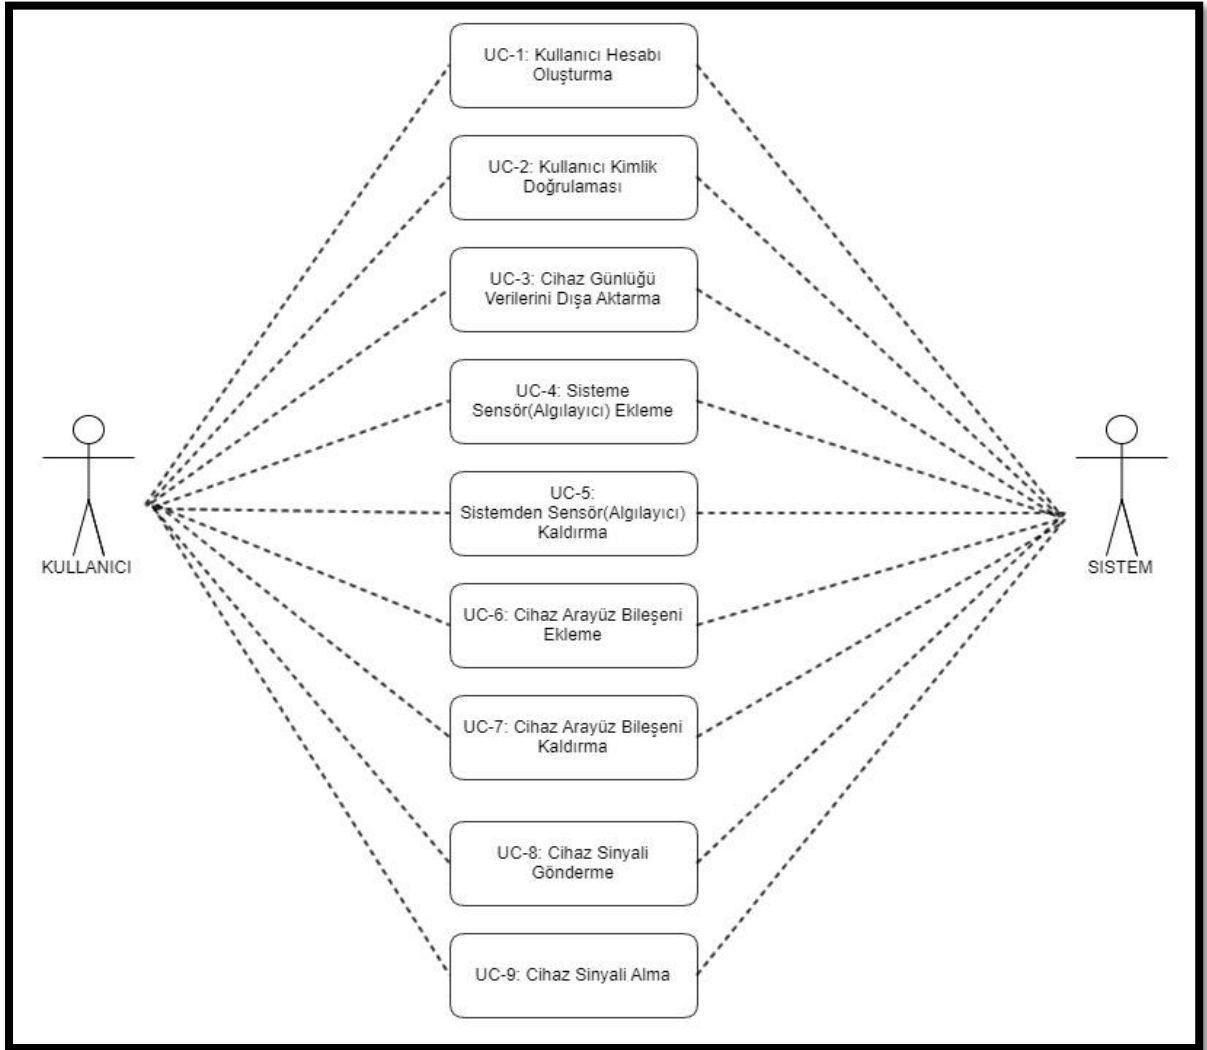 UC-1: Kullanıcı Hesabı
Oluşturma
UC-2: Kullanıcı Kimlik
Doğrulaması
UC-3: Cihaz Günlüğü
Verilerini Dışa Aktarma
UC-4: Sisteme
Sensör(Algılayıcı) Ekleme
UC-5:
Sistemden Sensör(Algılayıcı)
Kaldırma
KULLANICI
SISTEM
UC-6: Cihaz Arayüz Bileşeni
Ekleme
UC-7: Cihaz Arayüz Bileşeni
Kaldırma
UC-8: Cihaz Sinyali
Gönderme
UC-9: Cihaz Sinyali Alma